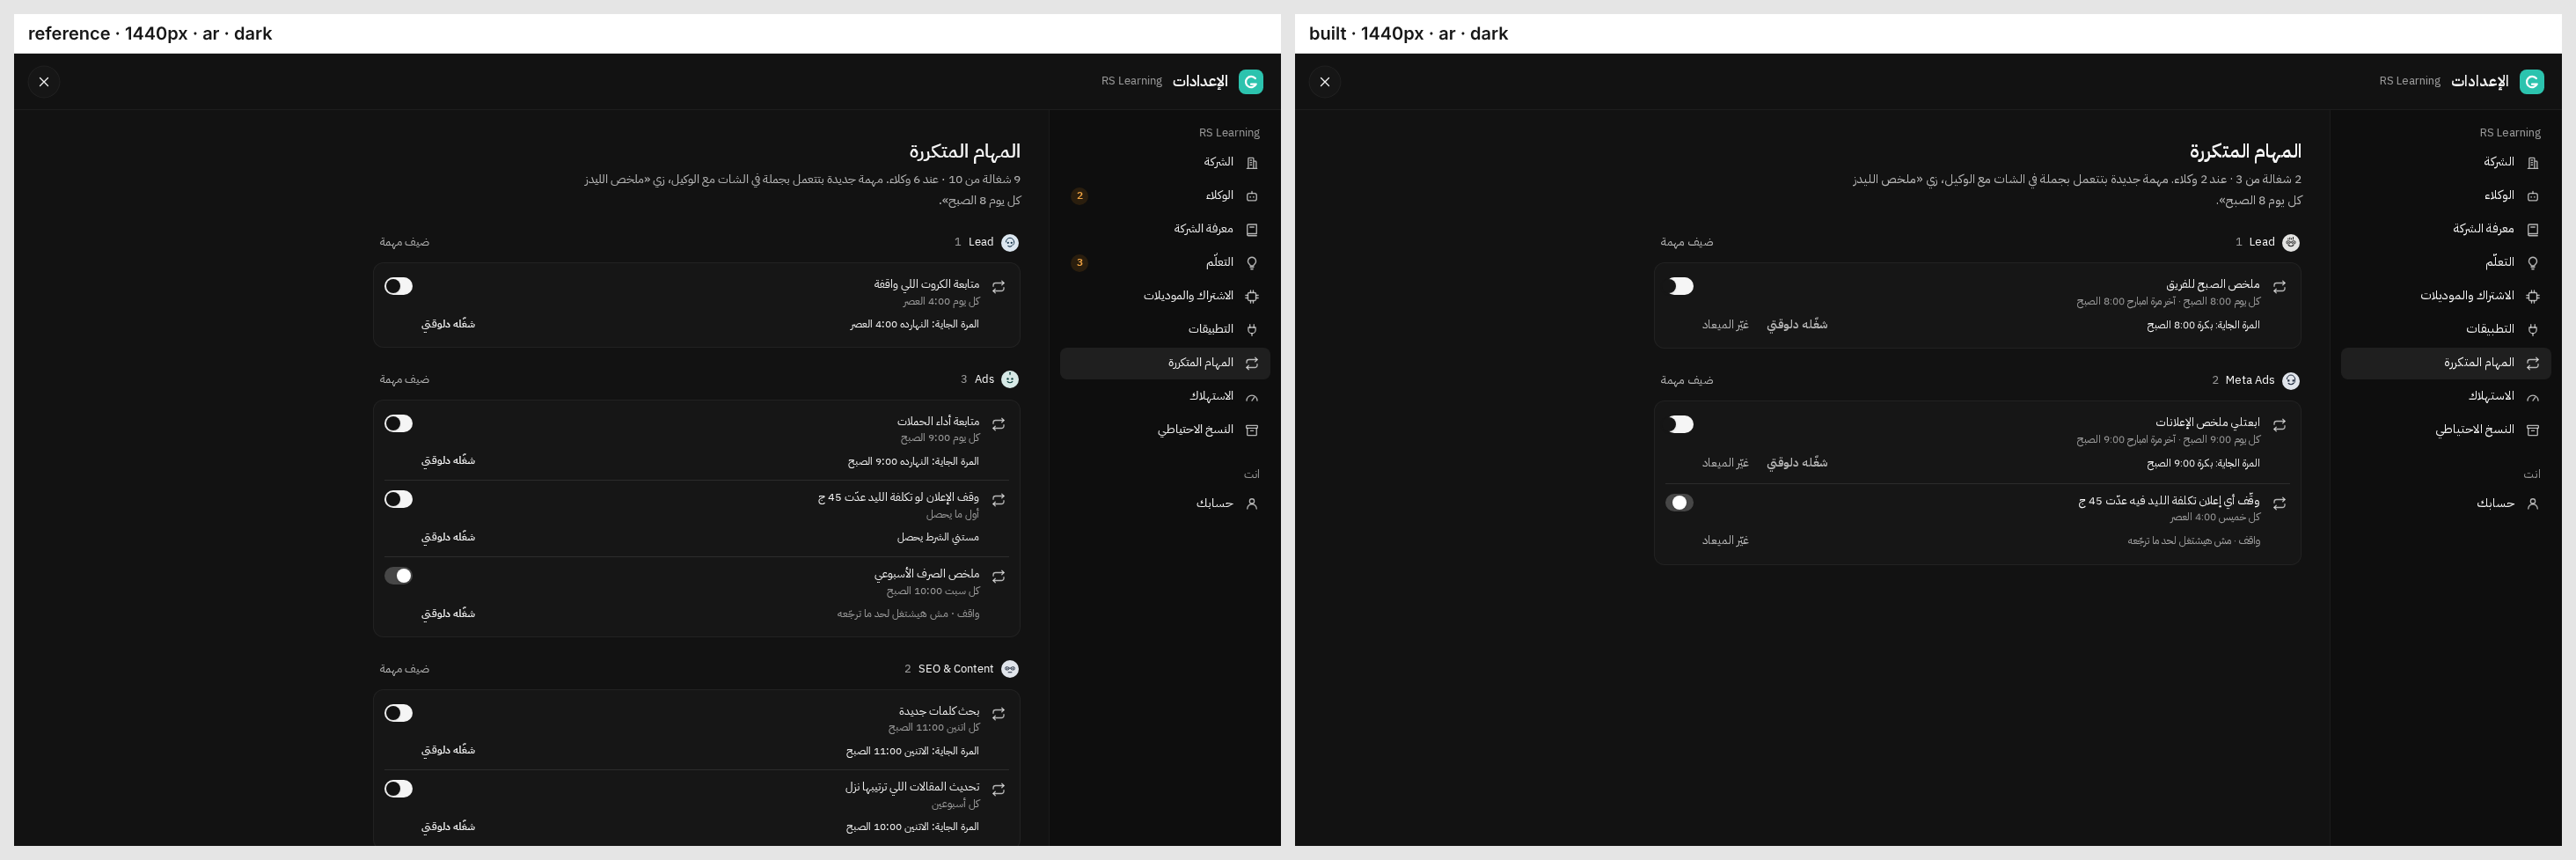 reference · 1440px · ar · dark
الإعدادات RS Learning
RS Learning
الشركة
الوكلاء 2
معرفة الشركة
التعلّم 3
الاشتراك والموديلات
التطبيقات
المهام المتكررة
الاستهلاك
النسخ الاحتياطي
انت
حسابك
المهام المتكررة
9 شغالة من 10 · عند 6 وكلاء. مهمة جديدة بتتعمل بجملة في الشات مع الوكيل، زي «ملخص الليدز
كل يوم 8 الصبح».
Lead 1 ضيف مهمة
متابعة الكروت اللي واقفة
كل يوم 4:00 العصر
المرة الجاية: النهارده 4:00 العصر شغّله دلوقتي
Ads 3 ضيف مهمة
متابعة أداء الحملات
كل يوم 9:00 الصبح
المرة الجاية: النهارده 9:00 الصبح شغّله دلوقتي
وقف الإعلان لو تكلفة الليد عدّت 45 ج
أول ما يحصل
مستني الشرط يحصل شغّله دلوقتي
ملخص الصرف الأسبوعي
كل سبت 10:00 الصبح
واقف · مش هيشتغل لحد ما ترجّعه شغّله دلوقتي
SEO & Content 2 ضيف مهمة
بحث كلمات جديدة
كل اتنين 11:00 الصبح
المرة الجاية: الاتنين 11:00 الصبح شغّله دلوقتي
تحديث المقالات اللي ترتيبها نزل
كل أسبوعين
المرة الجاية: الاتنين 10:00 الصبح شغّله دلوقتي
built · 1440px · ar · dark
الإعدادات RS Learning
RS Learning
الشركة
الوكلاء
معرفة الشركة
التعلّم
الاشتراك والموديلات
التطبيقات
المهام المتكررة
الاستهلاك
النسخ الاحتياطي
انت
حسابك
المهام المتكررة
2 شغالة من 3 · عند 2 وكلاء. مهمة جديدة بتتعمل بجملة في الشات مع الوكيل، زي «ملخص الليدز
كل يوم 8 الصبح».
Lead 1 ضيف مهمة
ملخص الصبح للفريق
كل يوم 8:00 الصبح · آخر مرة امبارح 8:00 الصبح
المرة الجاية: بكرة 8:00 الصبح شغّله دلوقتي غيّر الميعاد
Meta Ads 2 ضيف مهمة
ابعتلي ملخص الإعلانات
كل يوم 9:00 الصبح · آخر مرة امبارح 9:00 الصبح
المرة الجاية: بكرة 9:00 الصبح شغّله دلوقتي غيّر الميعاد
وقّف أي إعلان تكلفة الليد فيه عدّت 45 ج
كل خميس 4:00 العصر
واقف · مش هيشتغل لحد ما ترجّعه غيّر الميعاد